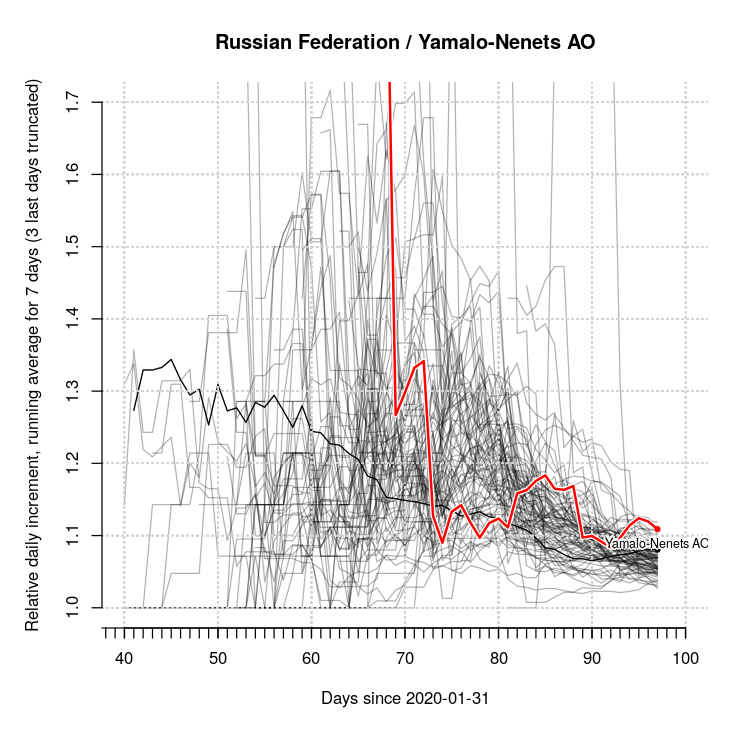 Russian Federation / Yamalo-Nenets AO
Relative daily increment, running average for 7 days (3 last days truncated)
1.7
1.6
1.5
1.4
1.3
1.2
1.1
1.0
Yamalo-Nenets AO
40 50 60 70 80 90 100
Days since 2020-01-31